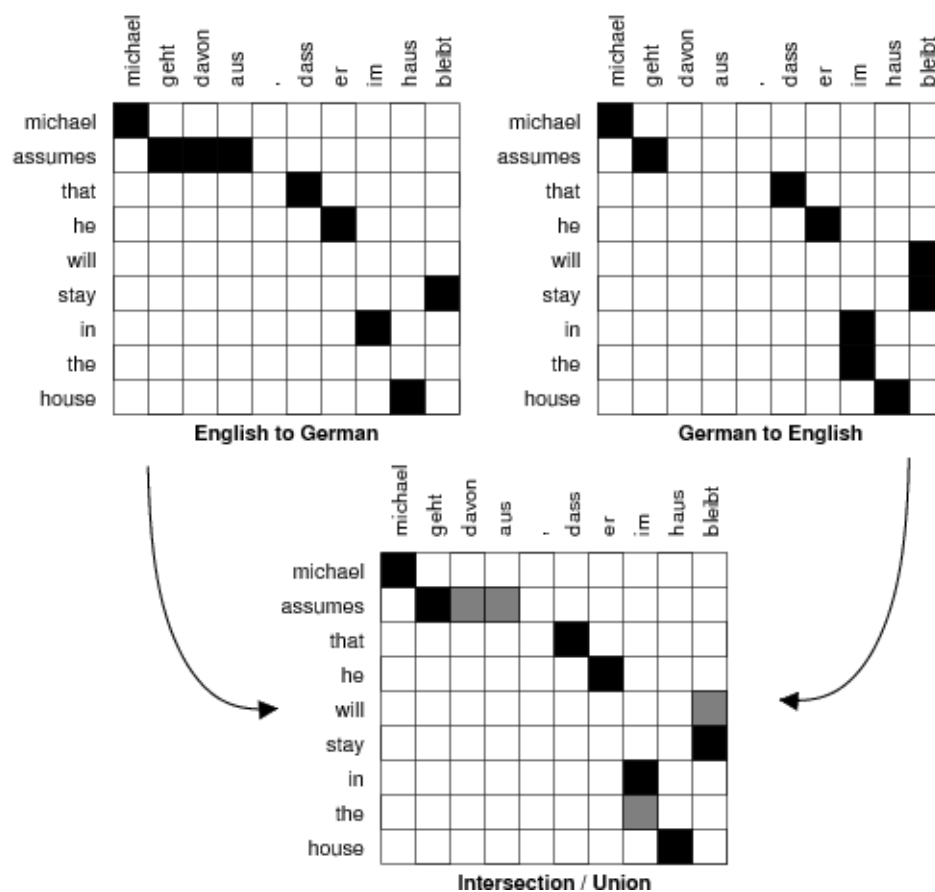 michael geht davon aus , dass er im haus bleibt
michael
assumes
that
he
will
stay
in
the
house
English to German
michael geht davon aus , dass er im haus bleibt
michael
assumes
that
he
will
stay
in
the
house
German to English
michael geht davon aus , dass er im haus bleibt
michael
assumes
that
he
will
stay
in
the
house
Intersection / Union